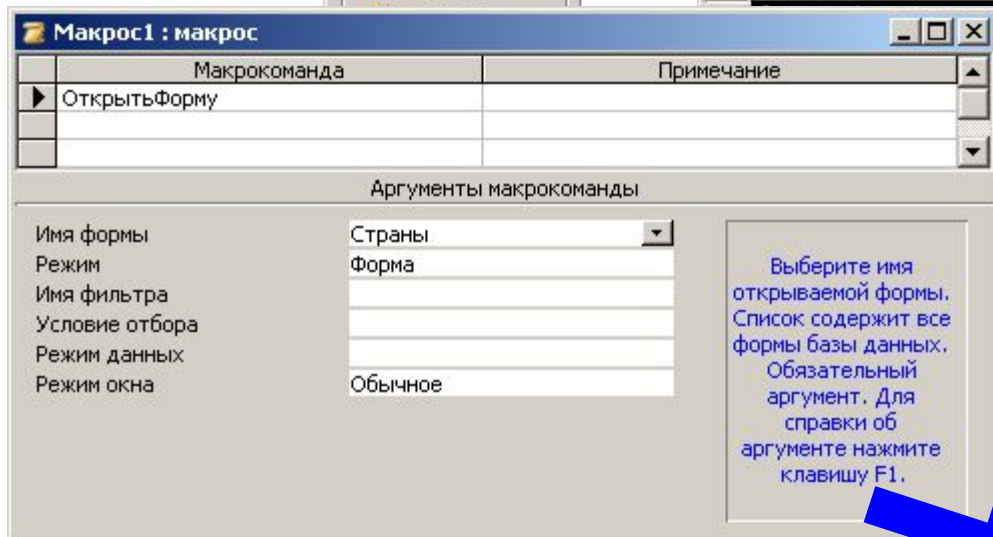 Макрос1 : макрос
Макрокоманда Примечание
ОткрытьФорму
Аргументы макрокоманды
Имя формы Страны
Режим Форма
Имя фильтра
Условие отбора
Режим данных
Режим окна Обычное
Выберите имя
открываемой формы.
Список содержит все
формы базы данных.
Обязательный
аргумент. Для
справки об
аргументе нажмите
клавишу F1.